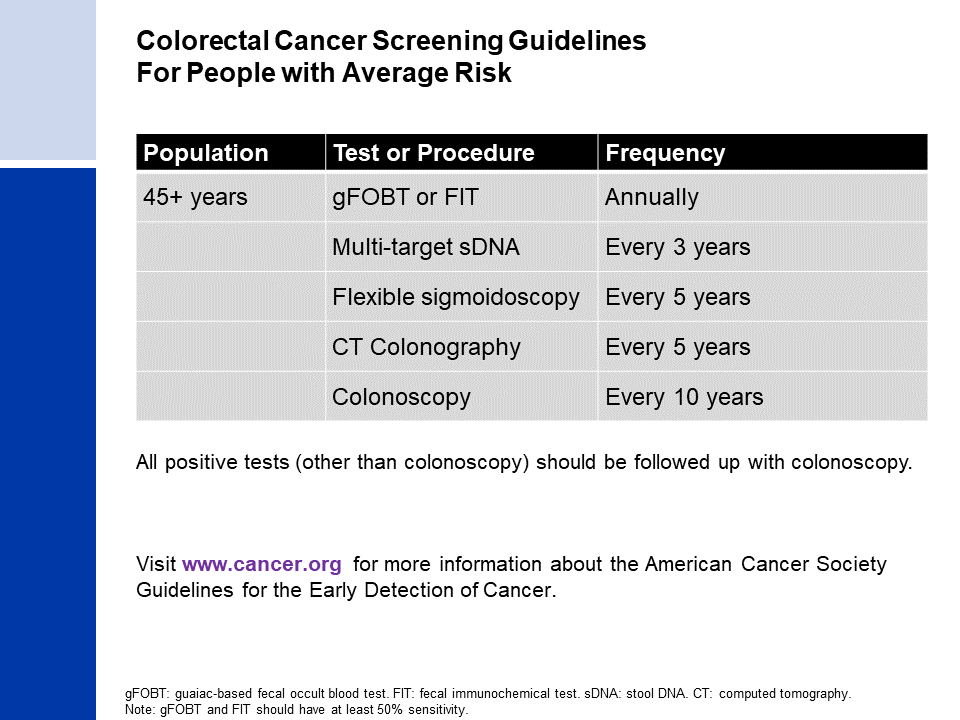 Colorectal Cancer Screening Guidelines
For People with Average Risk
Population Test or Procedure Frequency
45+ years gFOBT or FIT Annually
Multi-target sDNA Every 3 years
Flexible sigmoidoscopy Every 5 years
CT Colonography Every 5 years
Colonoscopy Every 10 years
All positive tests (other than colonoscopy) should be followed up with colonoscopy.
Visit www.cancer.org for more information about the American Cancer Society
Guidelines for the Early Detection of Cancer.
gFOBT: guaiac-based fecal occult blood test. FIT: fecal immunochemical test. sDNA: stool DNA. CT: computed tomography.
Note: gFOBT and FIT should have at least 50% sensitivity.